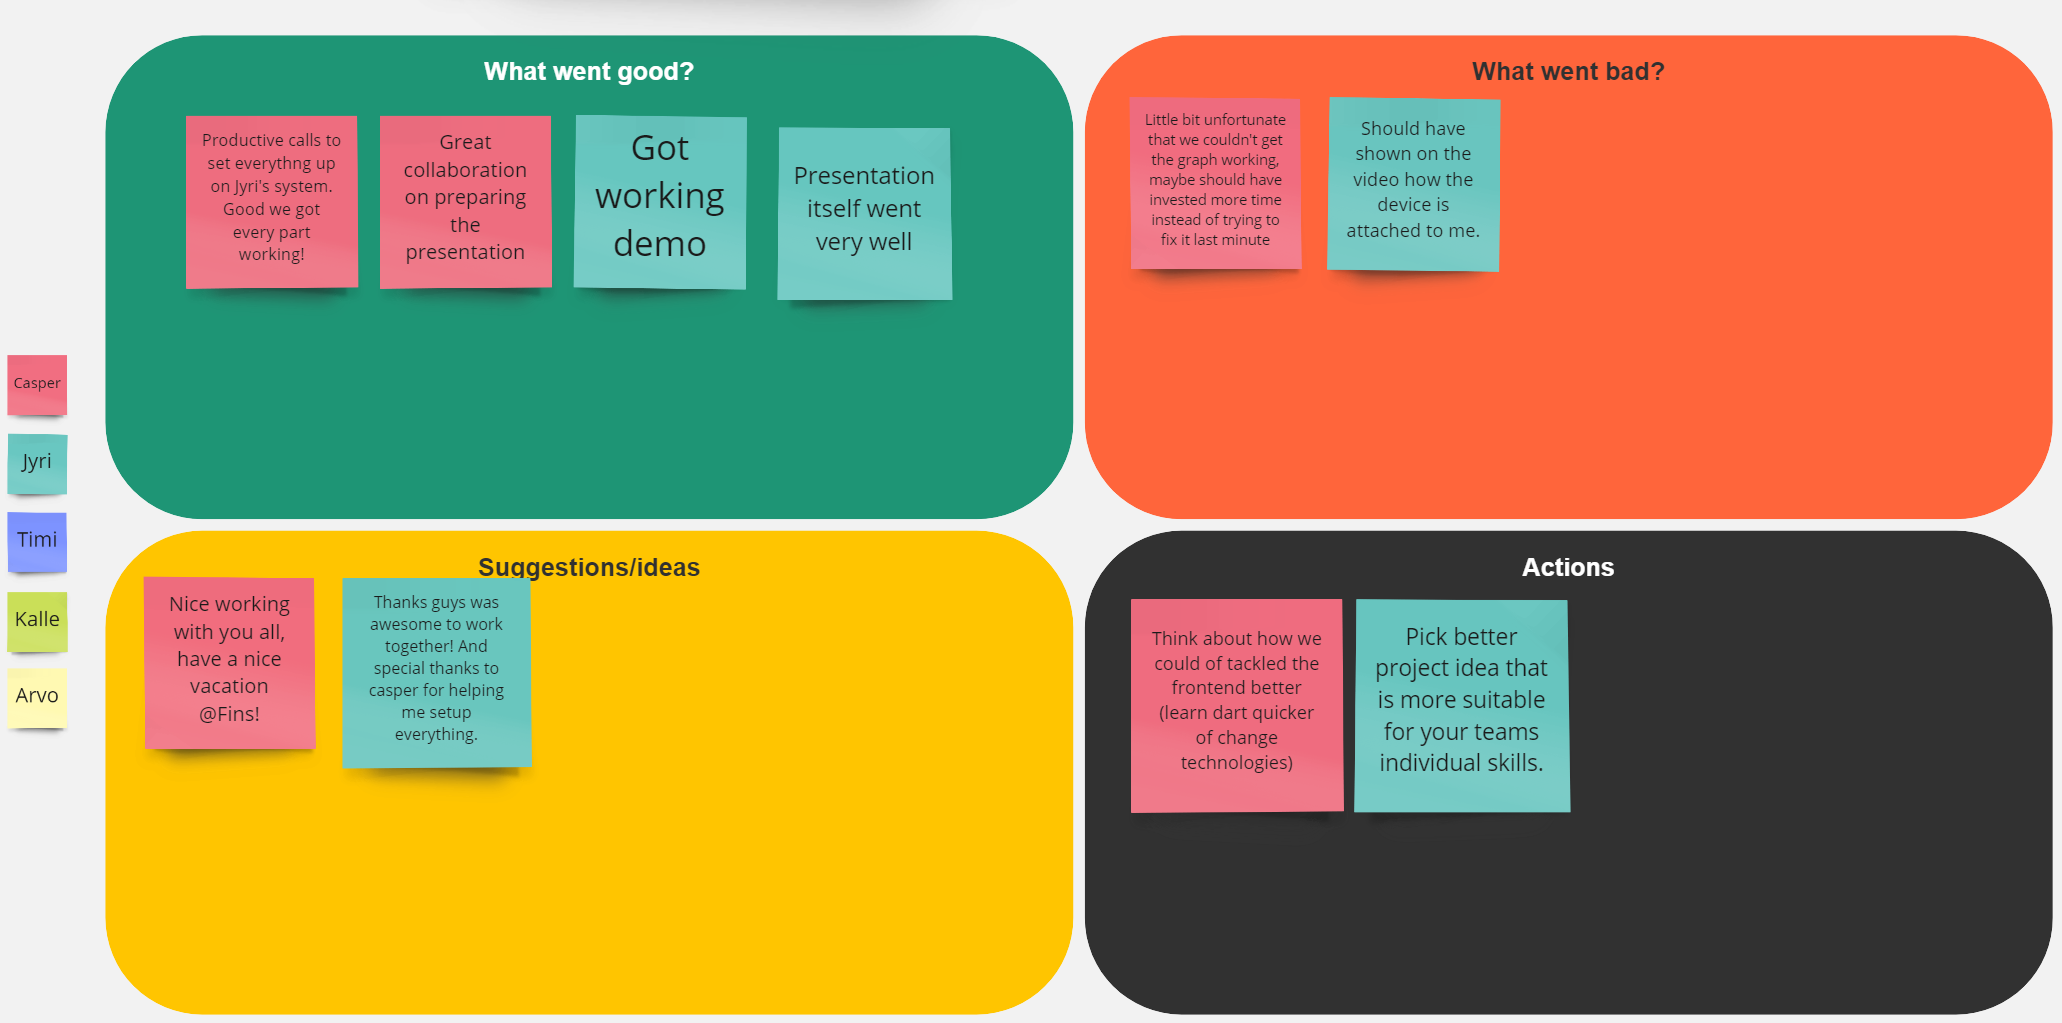 What went good?
Productive calls to
set everythng up
on Jyri's system.
Good we got
every part
working!
Great
collaboration
on preparing
the
presentation
Got
working
demo
Presentation
itself went
very well
What went bad?
Little bit unfortunate
that we couldn't get
the graph working,
maybe should have
invested more time
instead of trying to
fix it last minute
Should have
shown on the
video how the
device is
attached to me.
Casper
Jyri
Timi
Kalle
Arvo
Suggestions/ideas
Nice working
with you all,
have a nice
vacation
@Fins!
Thanks guys was
awesome to work
together! And
special thanks to
casper for helping
me setup
everything.
Actions
Think about how we
could of tackled the
frontend better
(learn dart quicker
of change
technologies)
Pick better
project idea that
is more suitable
for your teams
individual skills.